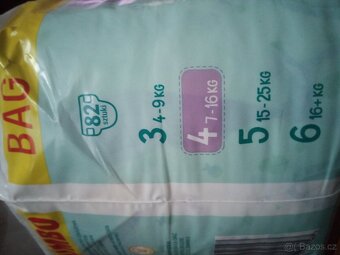 BAG
82
sztuki
3 4-9 KG
4 7-16 KG
5 15-25 KG
6 16+ KG
Bazos.cz